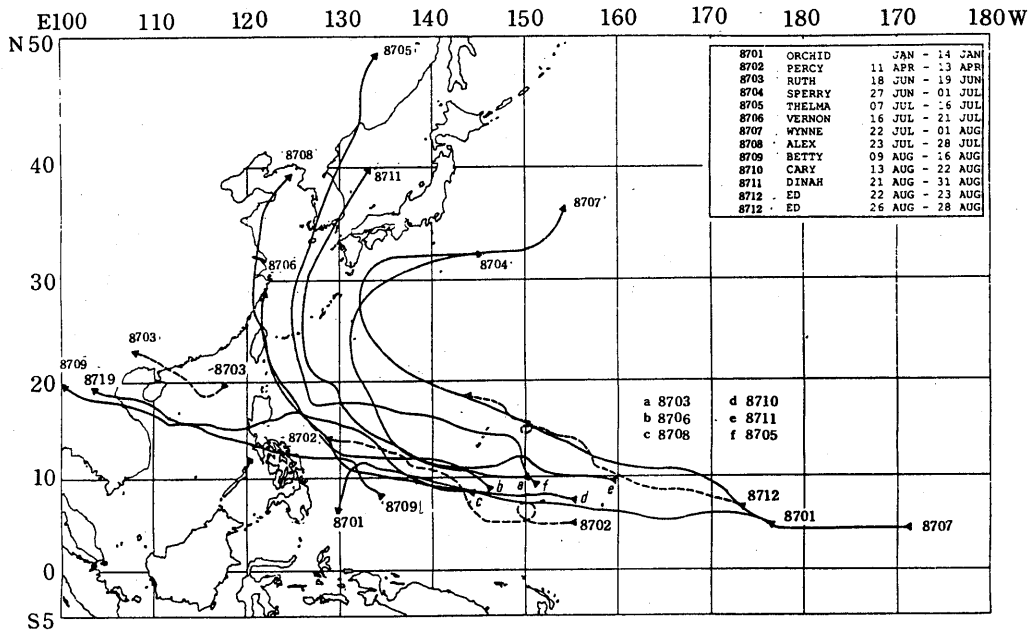 E100 110 120 130 140 150 160 170 180 180W
N 50
8705
8701 ORCHID JAN - 14 JAN
8702 PERCY 11 APR - 13 APR
8703 RUTH 18 JUN - 19 JUN
8704 SPERRY 27 JUN - 01 JUL
8705 THELMA 07 JUL - 16 JUL
8706 VERNON 16 JUL - 21 JUL
8707 WYNNE 22 JUL - 01 AUG
8708 ALEX 23 JUL - 28 JUL
8709 BETTY 09 AUG - 16 AUG
8710 CARY 13 AUG - 22 AUG
8711 DINAH 21 AUG - 31 AUG
8712 ED 22 AUG - 23 AUG
8712 ED 26 AUG - 28 AUG
40
8708
8711
8707
8706
8704
30
8703
8709
8719
8703
20
a 8703 d 8710
b 8706 e 8711
c 8708 f 8705
8702
10
b
c
8
f
d
e
8701
8709
8702
8712
8701
8707
0
S5